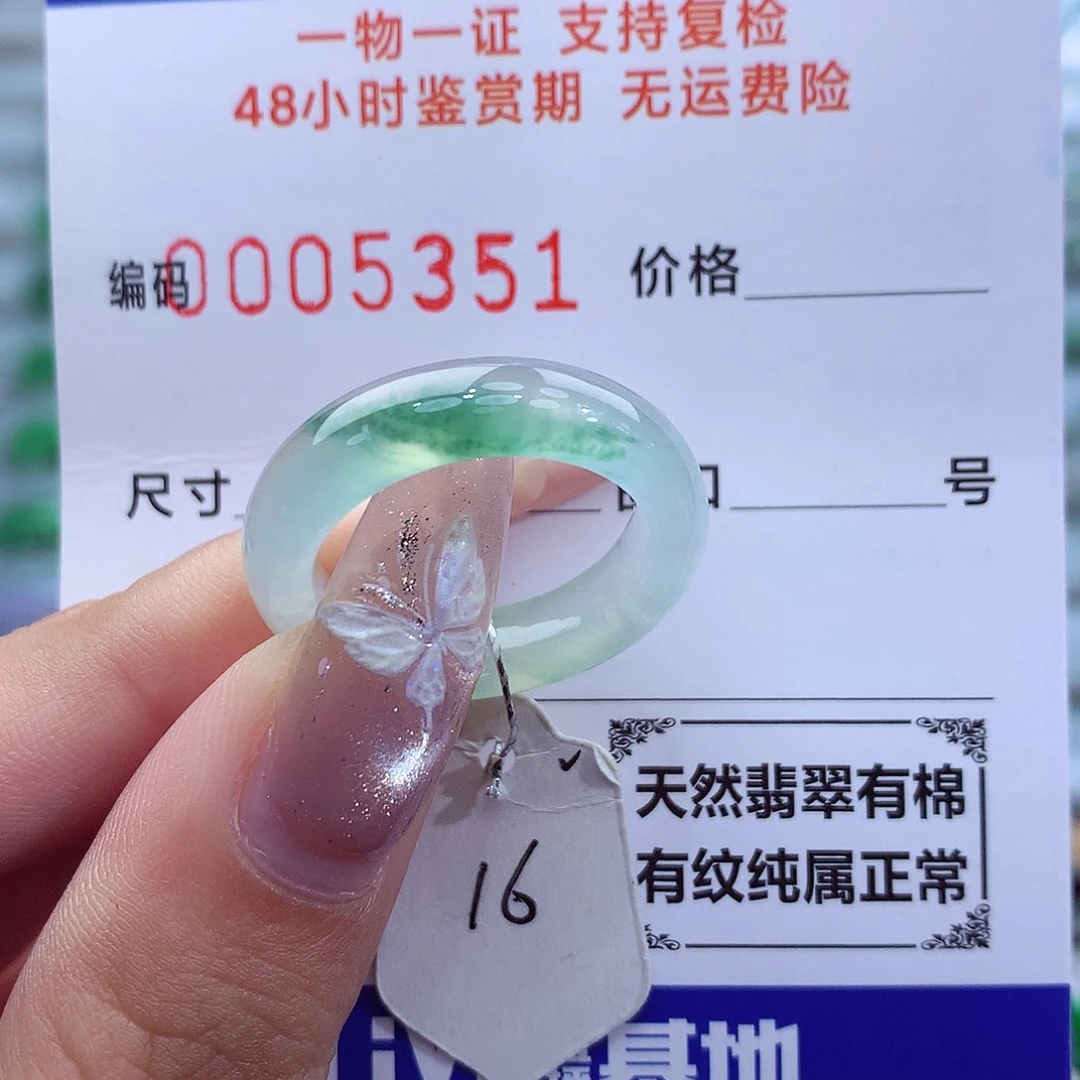 一物一证 支持复检
48小时鉴赏期 无运费险
编码 0005351 价格
尺寸 号
16
天然翡翠有棉
有纹纯属正常
基地